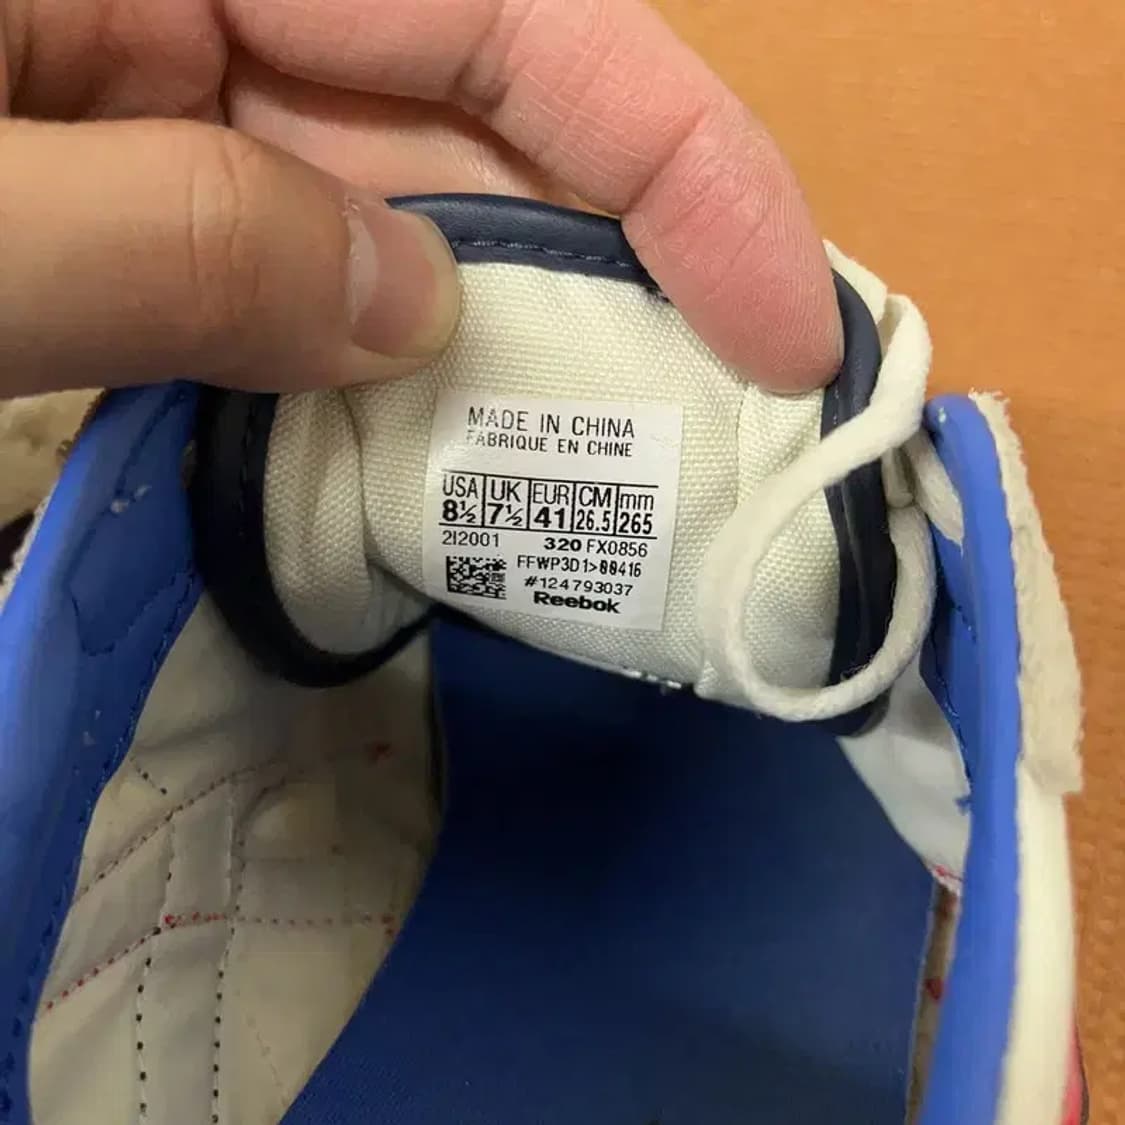 MADE IN CHINA
FABRIQUE EN CHINE
USA UK EUR CM mm
8½ 7½ 41 26.5 265
2I2001 320 FX0856
FFWP3D1>00416
#124793037
Reebok